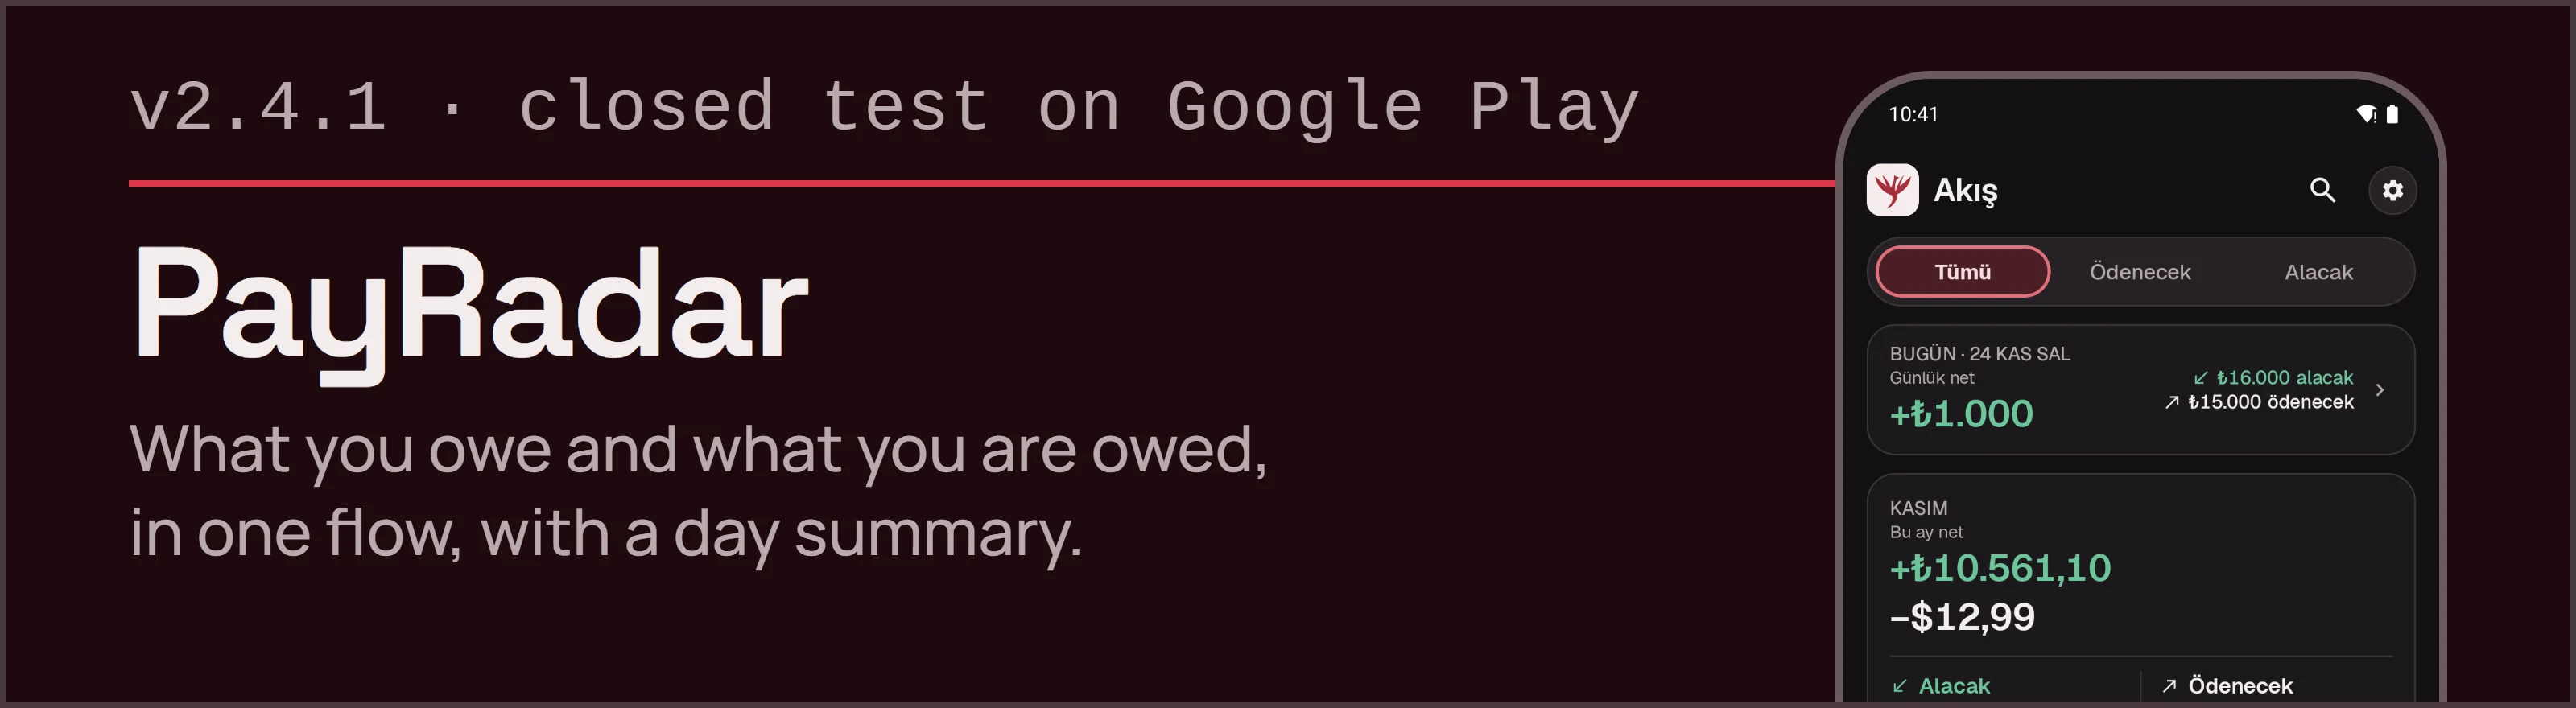 v2.4.1 · closed test on Google Play
PayRadar
What you owe and what you are owed,
in one flow, with a day summary.
10:41
Akış
Tümü Ödenecek Alacak
BUGÜN · 24 KAS SAL
Günlük net
+₺1.000
↙ ₺16.000 alacak
↗ ₺15.000 ödenecek
KASIM
Bu ay net
+₺10.561,10
−$12,99
↙ Alacak
↗ Ödenecek